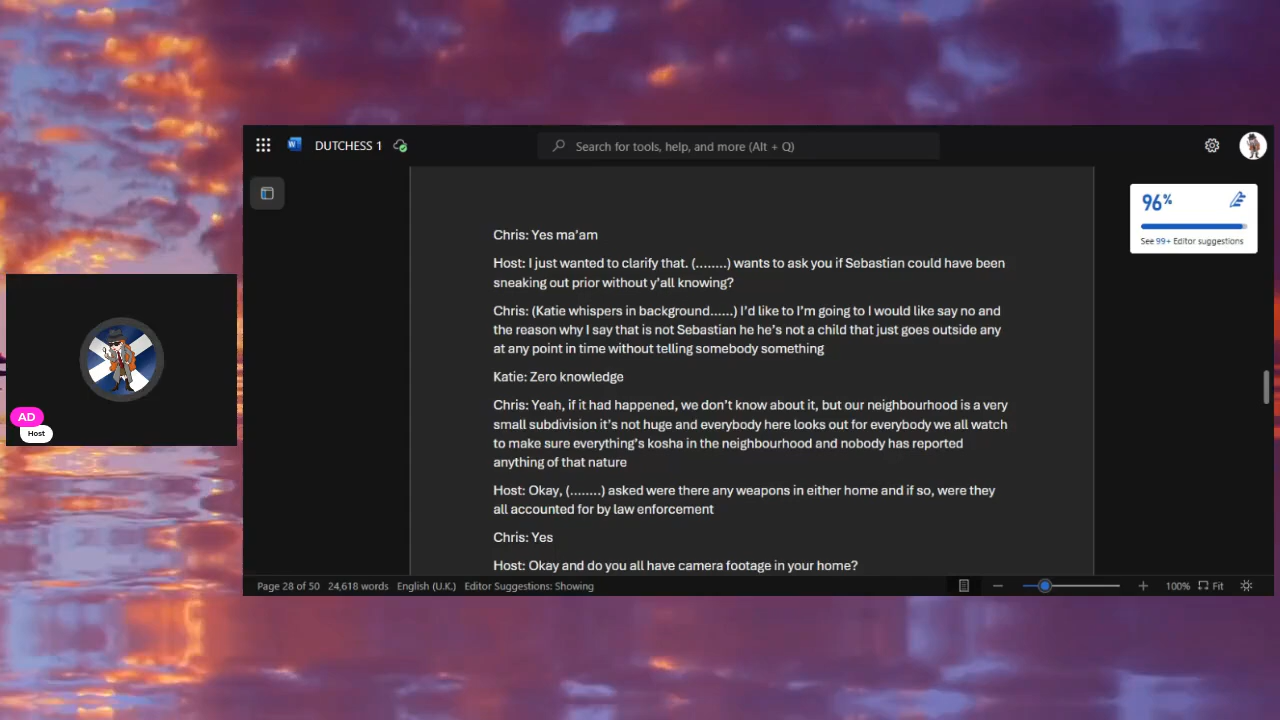 DUTCHESS 1
Search for tools, help, and more (Alt + Q)
96%
See 99+ Editor suggestions
Chris: Yes ma'am
Host: I just wanted to clarify that. (........) wants to ask you if Sebastian could have been
sneaking out prior without y'all knowing?
Chris: (Katie whispers in background......) I'd like to I'm going to I would like say no and
the reason why I say that is not Sebastian he he's not a child that just goes outside any
at any point in time without telling somebody something
Katie: Zero knowledge
Chris: Yeah, if it had happened, we don't know about it, but our neighbourhood is a very
small subdivision it's not huge and everybody here looks out for everybody we all watch
to make sure everything's kosha in the neighbourhood and nobody has reported
anything of that nature
Host: Okay, (........) asked were there any weapons in either home and if so, were they
all accounted for by law enforcement
Chris: Yes
Host: Okay and do you all have camera footage in your home?
AD
Host
Page 28 of 50 24,618 words English (U.K.) Editor Suggestions: Showing
100% Fit